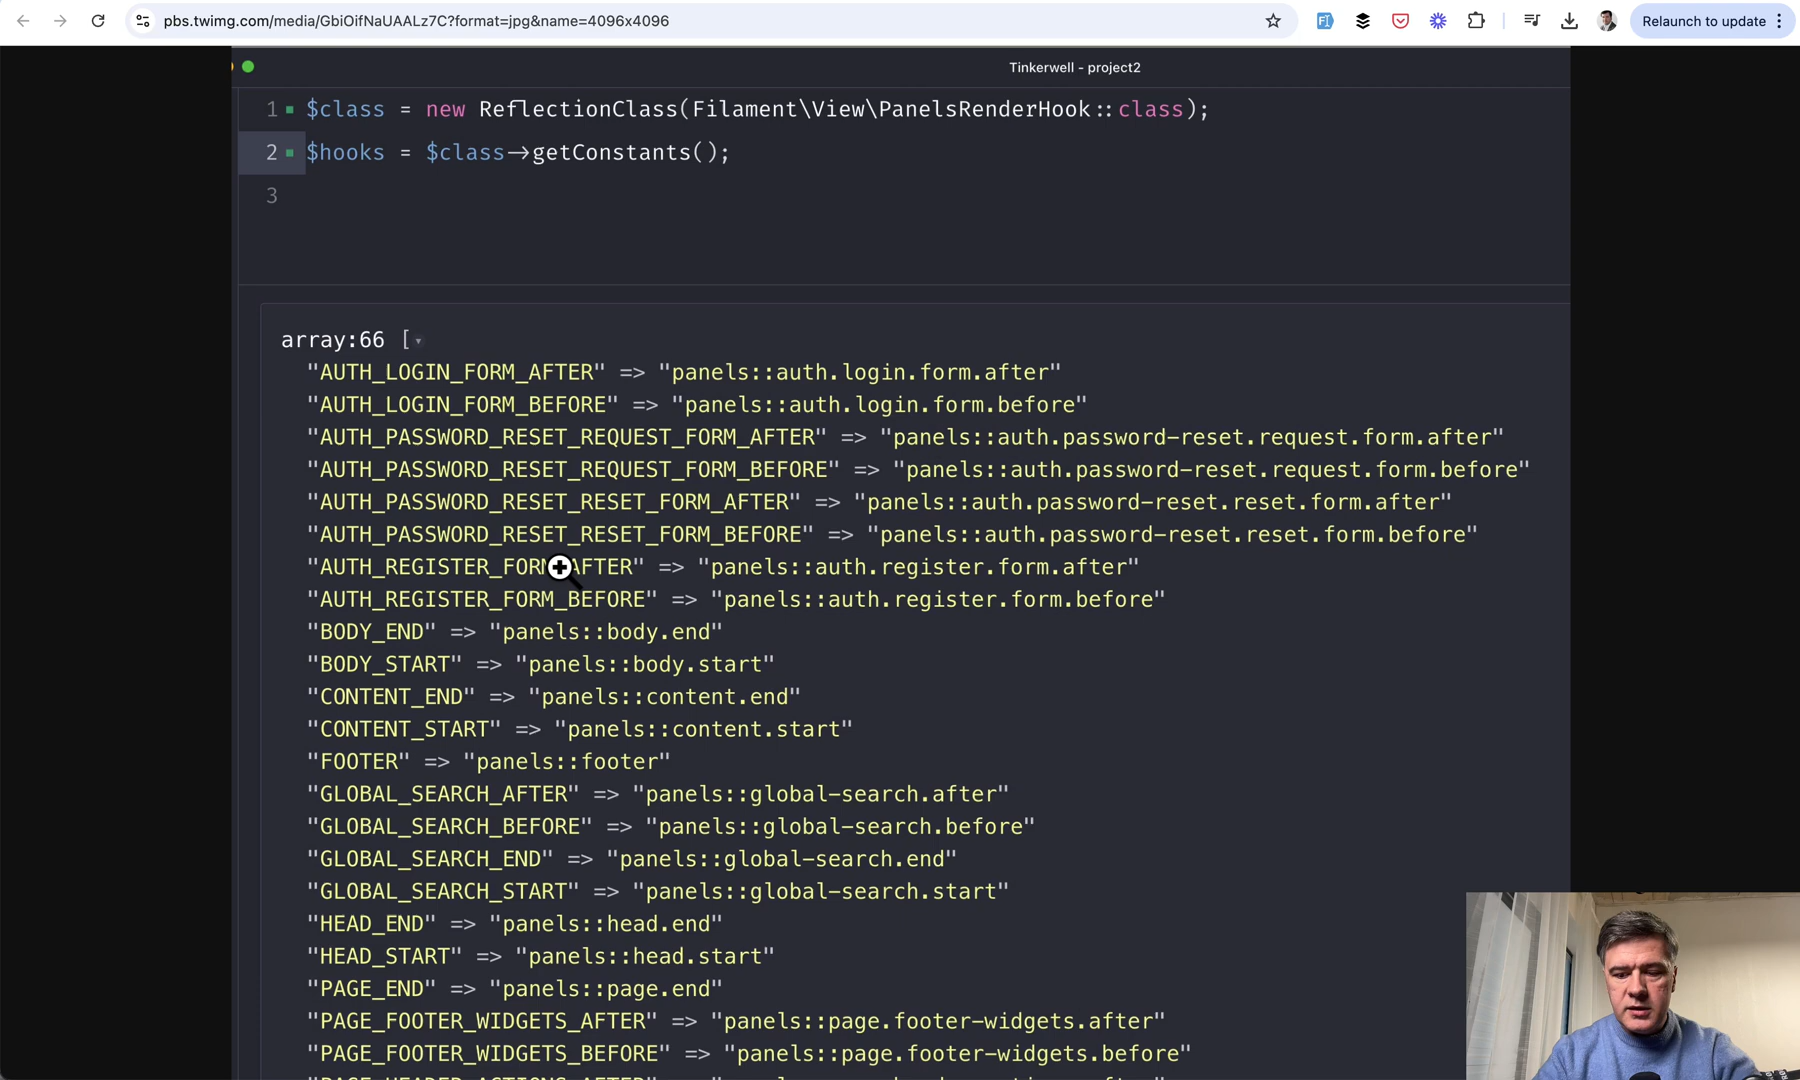 pbs.twimg.com/media/GbiOifNaUAALz7C?format=jpg&name=4096x4096
Relaunch to update
Tinkerwell - project2
1 $class = new ReflectionClass(Filament\View\PanelsRenderHook::class);
2 $hooks = $class->getConstants();
3
array:66 [
"AUTH_LOGIN_FORM_AFTER" => "panels::auth.login.form.after"
"AUTH_LOGIN_FORM_BEFORE" => "panels::auth.login.form.before"
"AUTH_PASSWORD_RESET_REQUEST_FORM_AFTER" => "panels::auth.password-reset.request.form.after"
"AUTH_PASSWORD_RESET_REQUEST_FORM_BEFORE" => "panels::auth.password-reset.request.form.before"
"AUTH_PASSWORD_RESET_RESET_FORM_AFTER" => "panels::auth.password-reset.reset.form.after"
"AUTH_PASSWORD_RESET_RESET_FORM_BEFORE" => "panels::auth.password-reset.reset.form.before"
"AUTH_REGISTER_FORM_AFTER" => "panels::auth.register.form.after"
"AUTH_REGISTER_FORM_BEFORE" => "panels::auth.register.form.before"
"BODY_END" => "panels::body.end"
"BODY_START" => "panels::body.start"
"CONTENT_END" => "panels::content.end"
"CONTENT_START" => "panels::content.start"
"FOOTER" => "panels::footer"
"GLOBAL_SEARCH_AFTER" => "panels::global-search.after"
"GLOBAL_SEARCH_BEFORE" => "panels::global-search.before"
"GLOBAL_SEARCH_END" => "panels::global-search.end"
"GLOBAL_SEARCH_START" => "panels::global-search.start"
"HEAD_END" => "panels::head.end"
"HEAD_START" => "panels::head.start"
"PAGE_END" => "panels::page.end"
"PAGE_FOOTER_WIDGETS_AFTER" => "panels::page.footer-widgets.after"
"PAGE_FOOTER_WIDGETS_BEFORE" => "panels::page.footer-widgets.before"